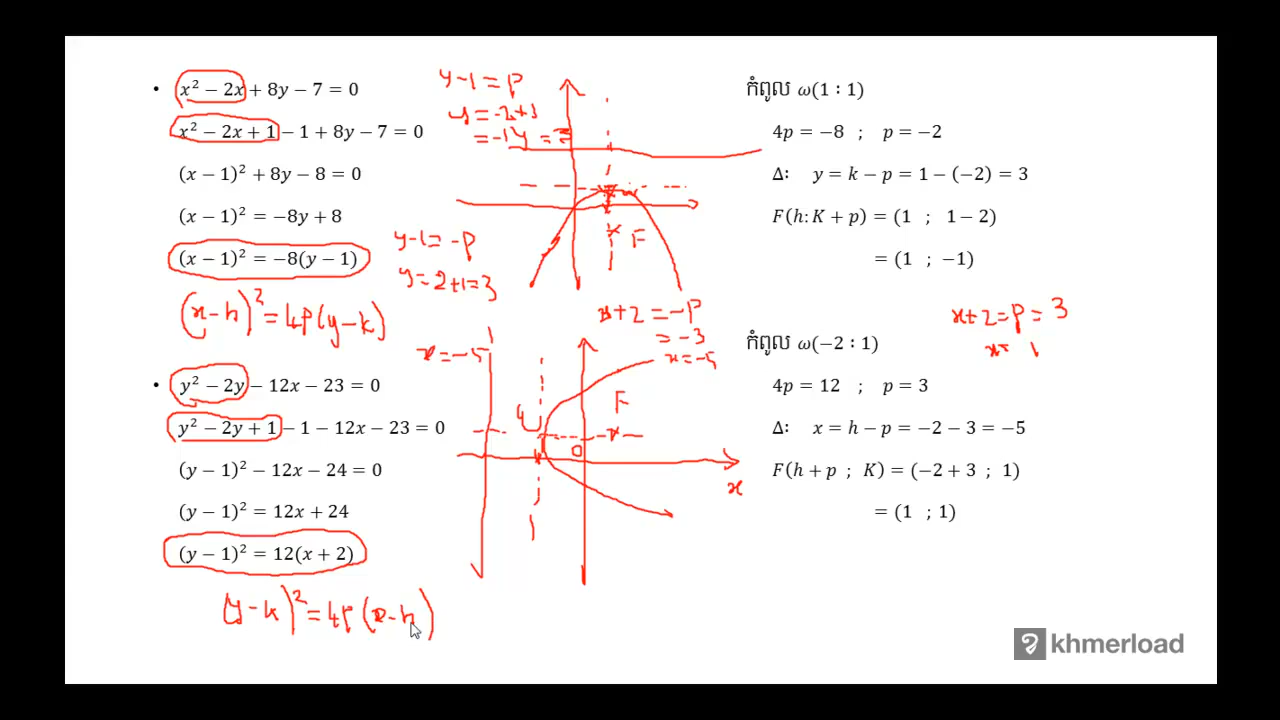 • x² − 2x + 8y − 7 = 0
x² − 2x + 1 − 1 + 8y − 7 = 0
(x − 1)² + 8y − 8 = 0
(x − 1)² = −8y + 8
(x − 1)² = −8(y − 1)
(x − h)² = 4p(y − k)
y − 1 = p
y = −2+1
= −1
y − 1 = −p
y = 2+1 = 3
F
កំពូល ω(1 : 1)
4p = −8 ; p = −2
Δ: y = k − p = 1 − (−2) = 3
F(h: K + p) = (1 ; 1 − 2)
= (1 ; −1)
• y² − 2y − 12x − 23 = 0
y² − 2y + 1 − 1 − 12x − 23 = 0
(y − 1)² − 12x − 24 = 0
(y − 1)² = 12x + 24
(y − 1)² = 12(x + 2)
(y − k)² = 4p(x − h)
x = −5
x + 2 = −p
= −3
x = −5
F
0
x
x + 2 = p = 3
x = 1
កំពូល ω(−2 : 1)
4p = 12 ; p = 3
Δ: x = h − p = −2 − 3 = −5
F(h + p ; K) = (−2 + 3 ; 1)
= (1 ; 1)
khmerload